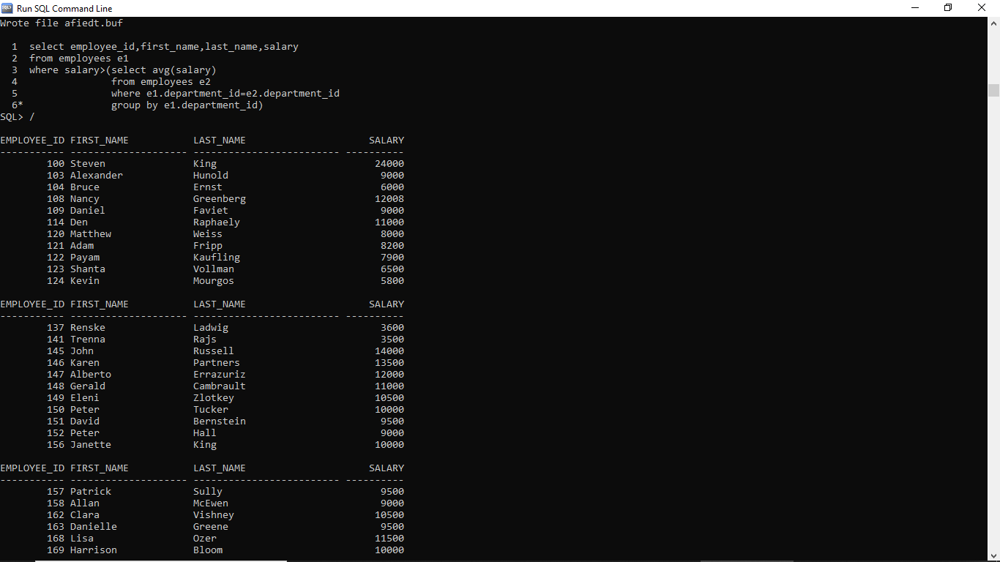 Run SQL Command Line
Wrote file afiedt.buf
  1  select employee_id,first_name,last_name,salary
  2  from employees e1
  3  where salary>(select avg(salary)
  4                from employees e2
  5                where e1.department_id=e2.department_id
  6*               group by e1.department_id)
SQL> /
EMPLOYEE_ID FIRST_NAME           LAST_NAME                     SALARY
----------- -------------------- ------------------------- ----------
        100 Steven               King                           24000
        103 Alexander            Hunold                          9000
        104 Bruce                Ernst                           6000
        108 Nancy                Greenberg                      12008
        109 Daniel               Faviet                          9000
        114 Den                  Raphaely                       11000
        120 Matthew              Weiss                           8000
        121 Adam                 Fripp                           8200
        122 Payam                Kaufling                        7900
        123 Shanta               Vollman                         6500
        124 Kevin                Mourgos                         5800
EMPLOYEE_ID FIRST_NAME           LAST_NAME                     SALARY
----------- -------------------- ------------------------- ----------
        137 Renske               Ladwig                          3600
        141 Trenna               Rajs                            3500
        145 John                 Russell                        14000
        146 Karen                Partners                       13500
        147 Alberto              Errazuriz                      12000
        148 Gerald               Cambrault                      11000
        149 Eleni                Zlotkey                        10500
        150 Peter                Tucker                         10000
        151 David                Bernstein                       9500
        152 Peter                Hall                            9000
        156 Janette              King                           10000
EMPLOYEE_ID FIRST_NAME           LAST_NAME                     SALARY
----------- -------------------- ------------------------- ----------
        157 Patrick              Sully                           9500
        158 Allan                McEwen                          9000
        162 Clara                Vishney                        10500
        163 Danielle             Greene                          9500
        168 Lisa                 Ozer                           11500
        169 Harrison             Bloom                          10000